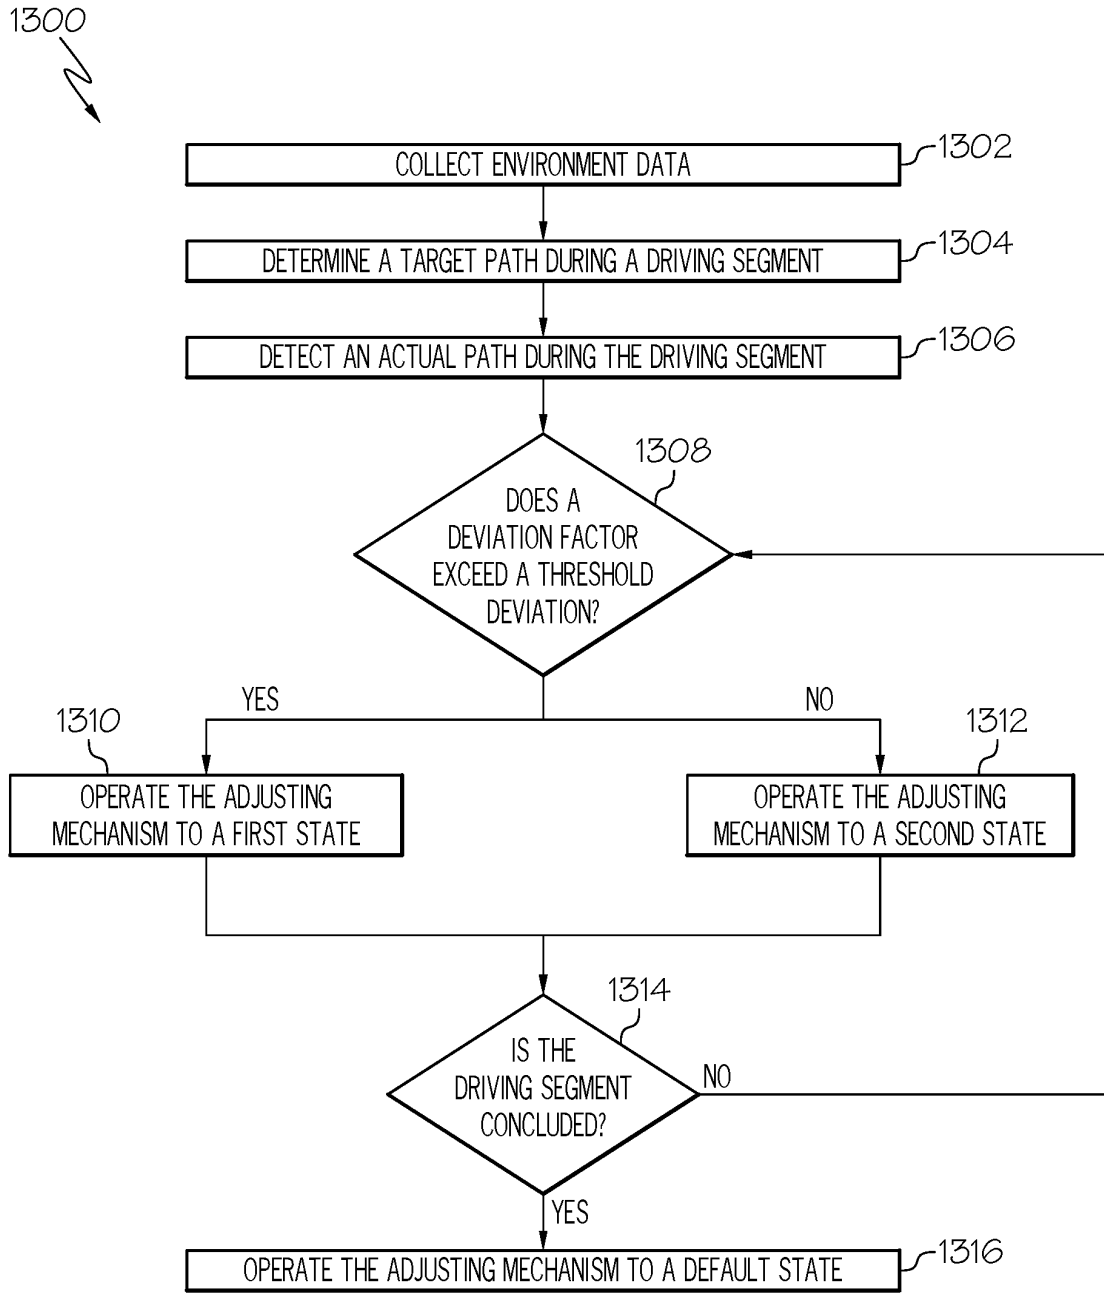 1300
COLLECT ENVIRONMENT DATA
1302
DETERMINE A TARGET PATH DURING A DRIVING SEGMENT
1304
DETECT AN ACTUAL PATH DURING THE DRIVING SEGMENT
1306
1308
DOES A
DEVIATION FACTOR
EXCEED A THRESHOLD
DEVIATION?
YES
NO
1310
OPERATE THE ADJUSTING
MECHANISM TO A FIRST STATE
1312
OPERATE THE ADJUSTING
MECHANISM TO A SECOND STATE
1314
IS THE
DRIVING SEGMENT
CONCLUDED?
NO
YES
OPERATE THE ADJUSTING MECHANISM TO A DEFAULT STATE
1316